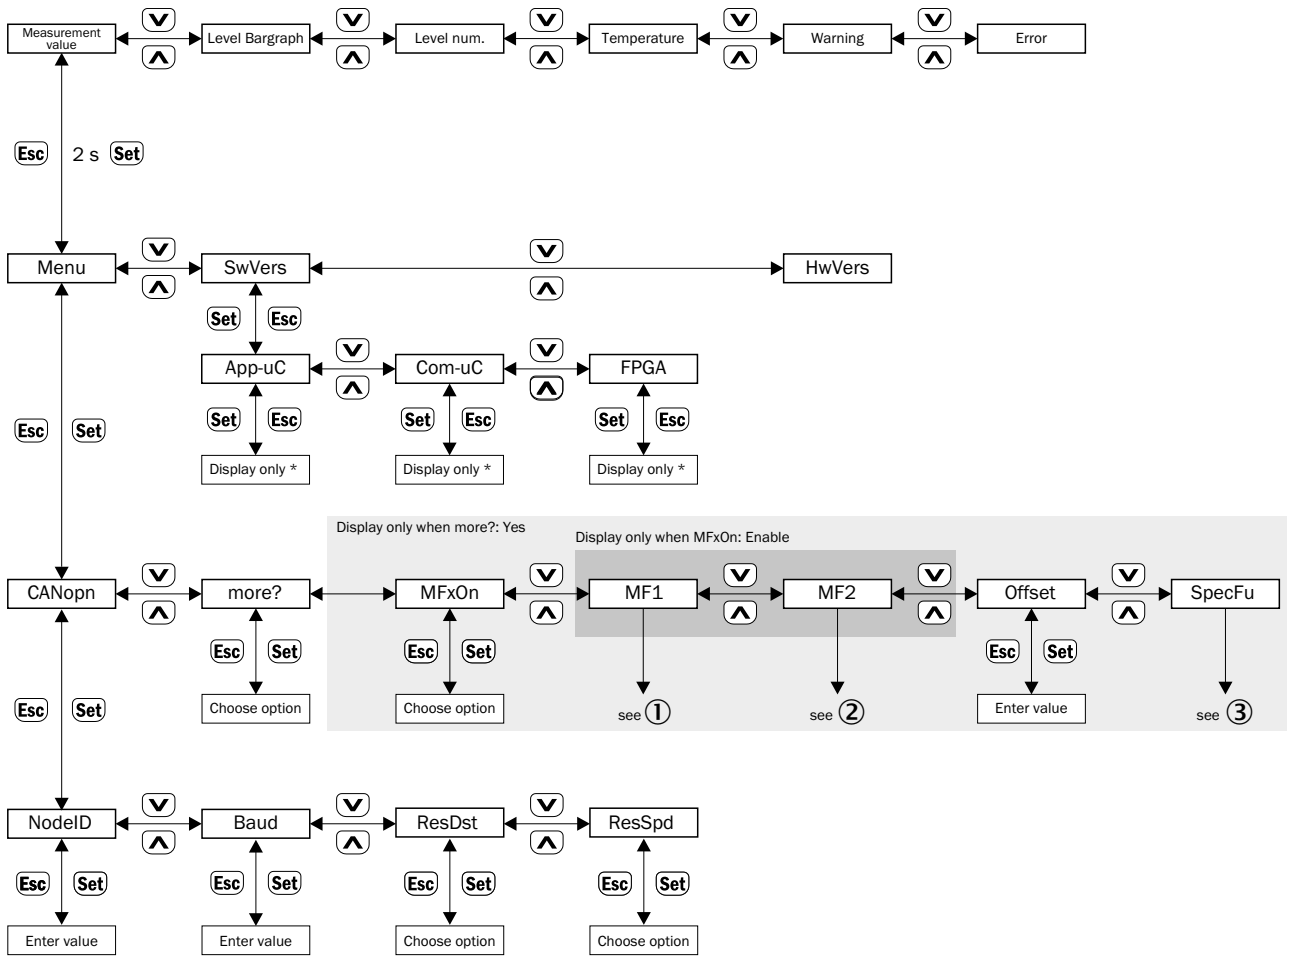 Measurement
value
Level Bargraph
Level num.
Temperature
Warning
Error
Esc
2 s
Set
Menu
SwVers
HwVers
Set
Esc
App-uC
Com-uC
FPGA
Esc
Set
Set
Esc
Set
Esc
Set
Esc
Display only *
Display only *
Display only *
Display only when more?: Yes
Display only when MFxOn: Enable
CANopn
more?
MFxOn
MF1
MF2
Offset
SpecFu
Esc
Set
Esc
Set
Esc
Set
Esc
Set
Choose option
Choose option
see ①
see ②
Enter value
see ③
NodeID
Baud
ResDst
ResSpd
Esc
Set
Esc
Set
Esc
Set
Esc
Set
Enter value
Enter value
Choose option
Choose option